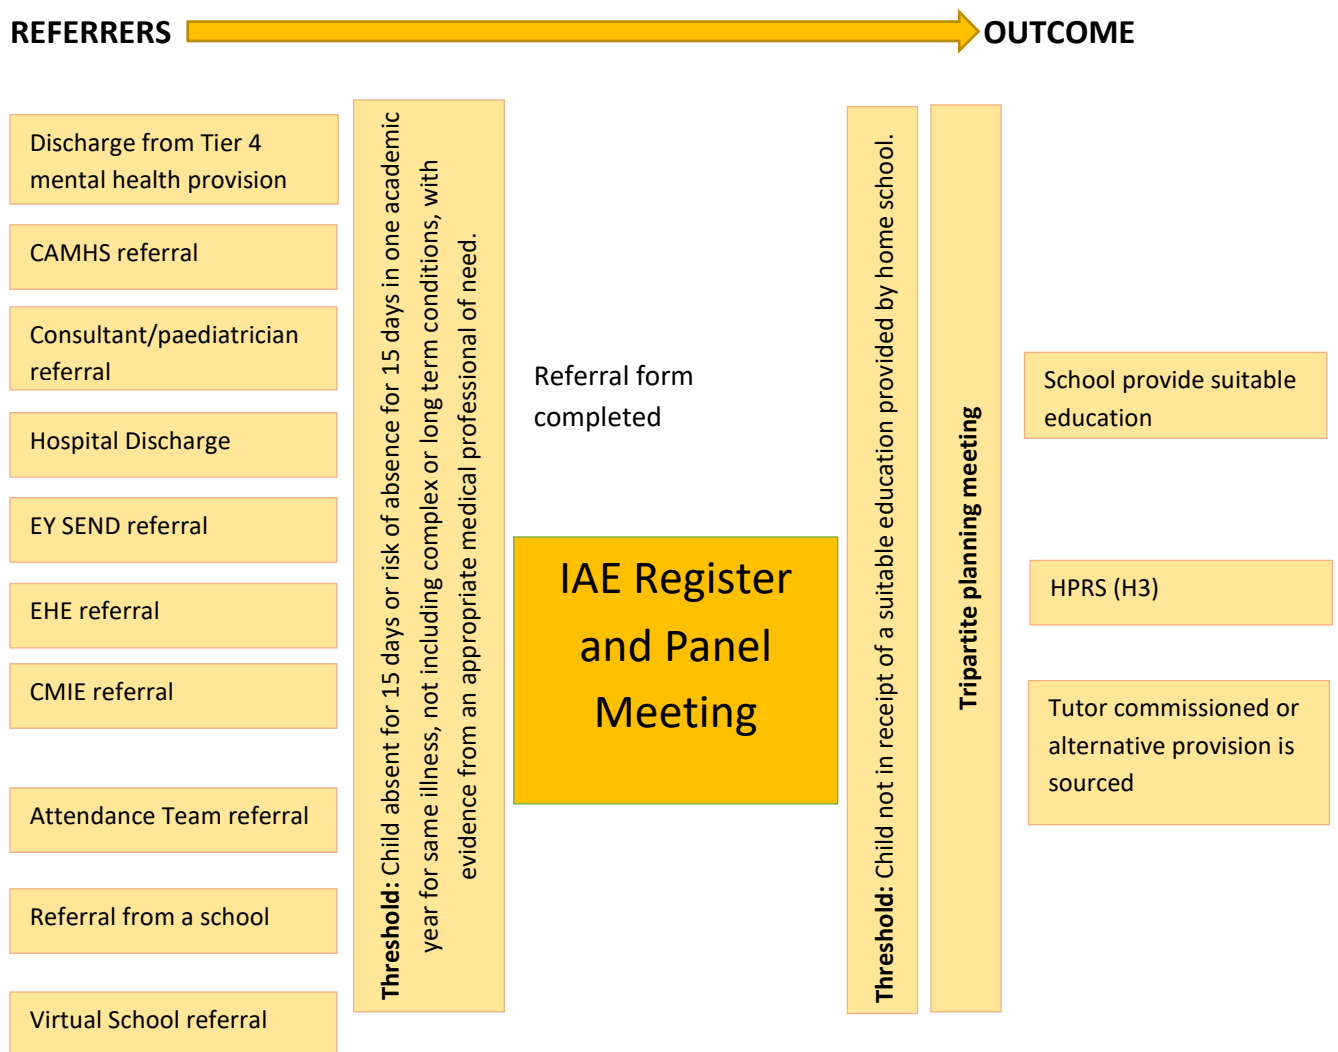 REFERRERS
OUTCOME
Discharge from Tier 4
mental health provision
CAMHS referral
Consultant/paediatrician
referral
Hospital Discharge
EY SEND referral
EHE referral
CMIE referral
Attendance Team referral
Referral from a school
Virtual School referral
Threshold: Child absent for 15 days or risk of absence for 15 days in one academic
year for same illness, not including complex or long term conditions, with
evidence from an appropriate medical professional of need.
Referral form
completed
IAE Register
and Panel
Meeting
Threshold: Child not in receipt of a suitable education provided by home school.
Tripartite planning meeting
School provide suitable
education
HPRS (H3)
Tutor commissioned or
alternative provision is
sourced